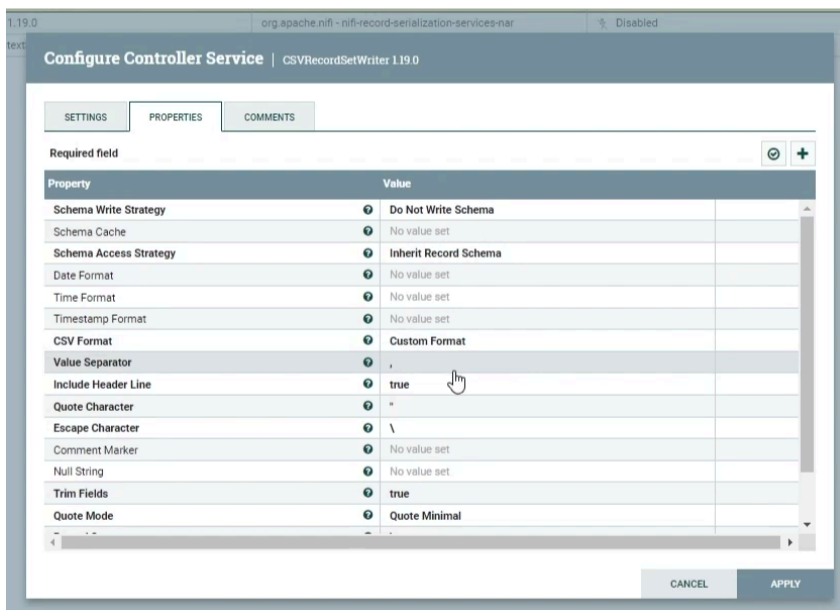 1.19.0 org.apache.nifi - nifi-record-serialization-services-nar Disabled
text
Configure Controller Service | CSVRecordSetWriter 1.19.0
SETTINGS PROPERTIES COMMENTS
Required field
Property Value
Schema Write Strategy Do Not Write Schema
Schema Cache No value set
Schema Access Strategy Inherit Record Schema
Date Format No value set
Time Format No value set
Timestamp Format No value set
CSV Format Custom Format
Value Separator ,
Include Header Line true
Quote Character "
Escape Character \
Comment Marker No value set
Null String No value set
Trim Fields true
Quote Mode Quote Minimal
CANCEL APPLY